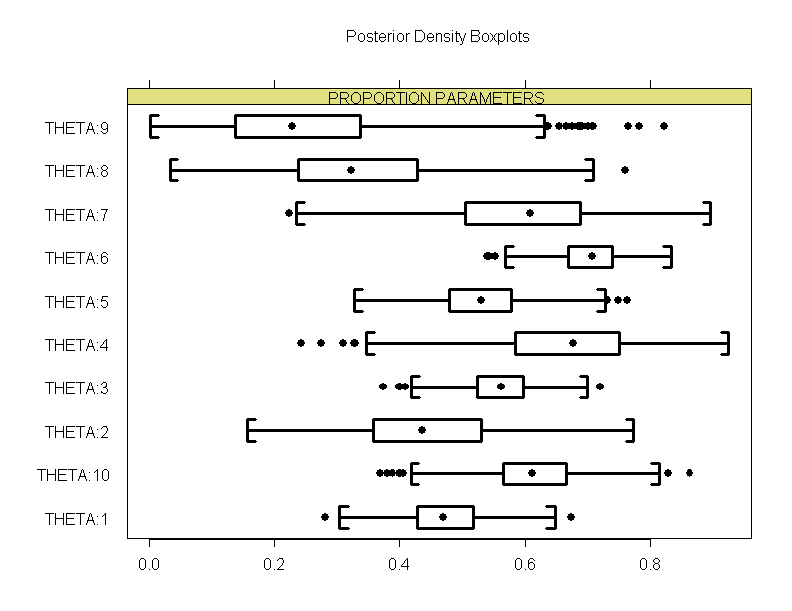 Posterior Density Boxplots
PROPORTION PARAMETERS
THETA:9
THETA:8
THETA:7
THETA:6
THETA:5
THETA:4
THETA:3
THETA:2
THETA:10
THETA:1
0.0 0.2 0.4 0.6 0.8